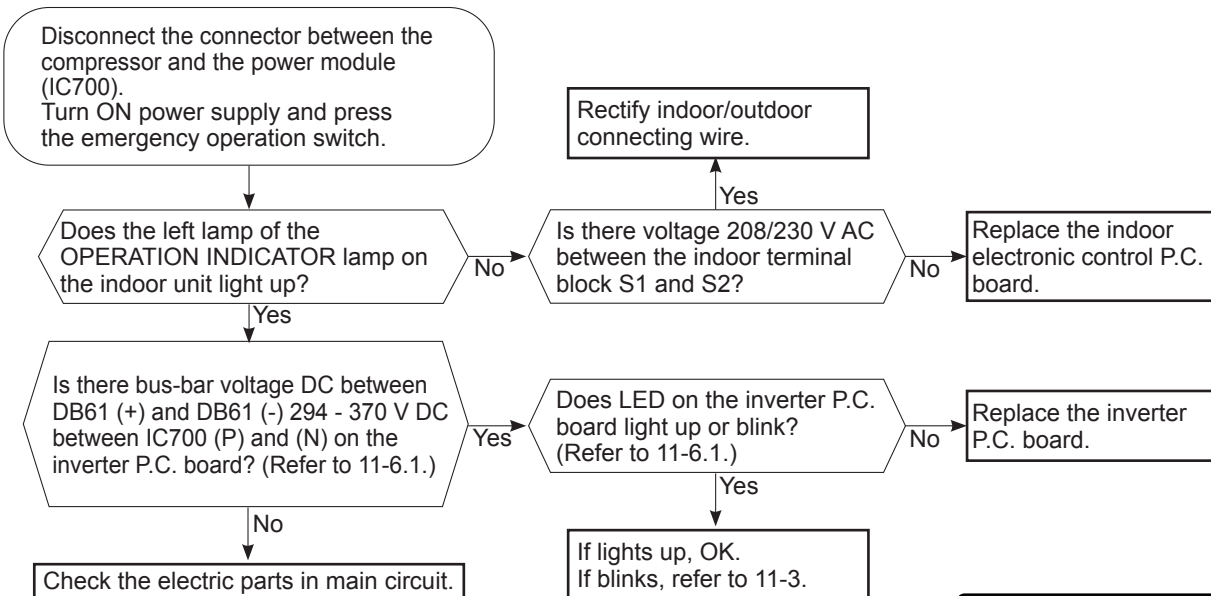 Disconnect the connector between the
compressor and the power module
(IC700).
Turn ON power supply and press
the emergency operation switch.
Rectify indoor/outdoor
connecting wire.
Yes
Does the left lamp of the
OPERATION INDICATOR lamp on
the indoor unit light up?
No
Is there voltage 208/230 V AC
between the indoor terminal
block S1 and S2?
No
Replace the indoor
electronic control P.C.
board.
Yes
Is there bus-bar voltage DC between
DB61 (+) and DB61 (-) 294 - 370 V DC
between IC700 (P) and (N) on the
inverter P.C. board? (Refer to 11-6.1.)
Yes
Does LED on the inverter P.C.
board light up or blink?
(Refer to 11-6.1.)
No
Replace the inverter
P.C. board.
No
Yes
Check the electric parts in main circuit.
If lights up, OK.
If blinks, refer to 11-3.